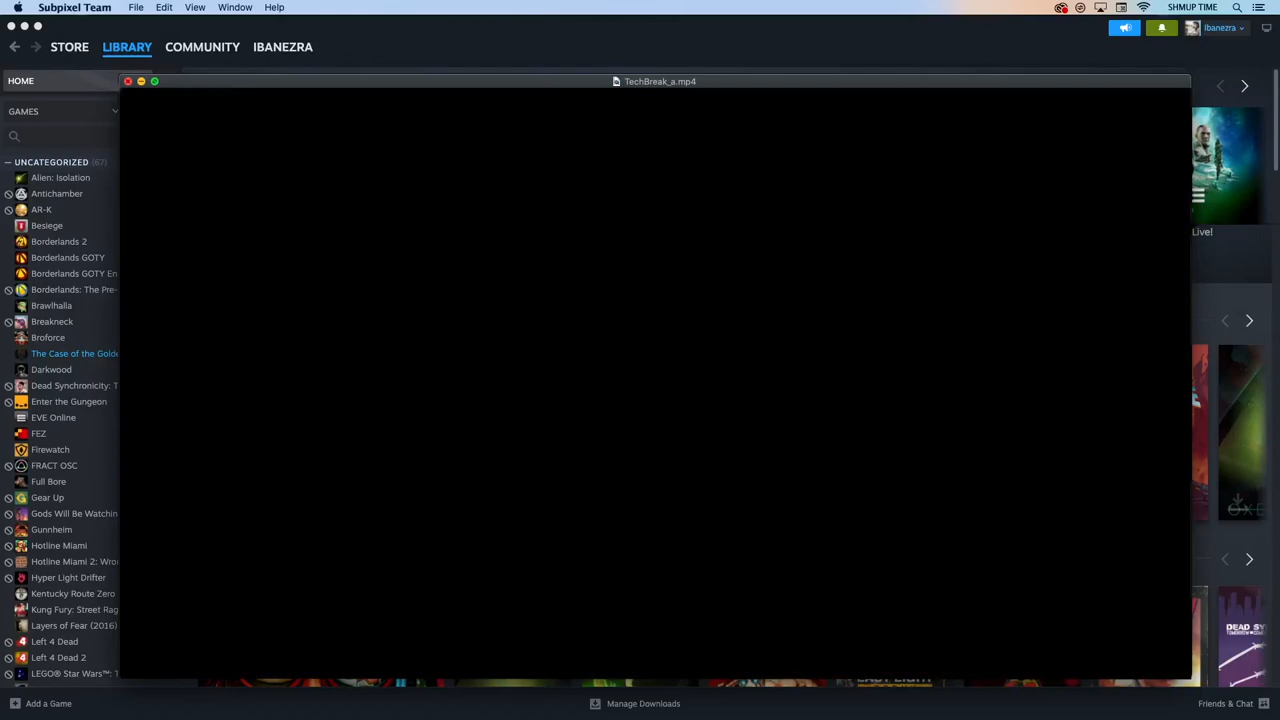 Subpixel Team File Edit View Window Help SHMUP TIME
STORE LIBRARY COMMUNITY IBANEZRA Ibanezra
HOME
TechBreak_a.mp4
GAMES
UNCATEGORIZED (67)
Alien: Isolation
Antichamber
AR-K
Besiege
Borderlands 2
Borderlands GOTY
Borderlands GOTY En
Borderlands: The Pre-
Brawlhalla
Breakneck
Broforce
The Case of the Golde
Darkwood
Dead Synchronicity: T
Enter the Gungeon
EVE Online
FEZ
Firewatch
FRACT OSC
Full Bore
Gear Up
Gods Will Be Watchin
Gunnheim
Hotline Miami
Hotline Miami 2: Wro
Hyper Light Drifter
Kentucky Route Zero
Kung Fury: Street Rag
Layers of Fear (2016)
Left 4 Dead
Left 4 Dead 2
LEGO® Star Wars™: T
Live!
OXE
DEAD SY
Add a Game Manage Downloads Friends & Chat